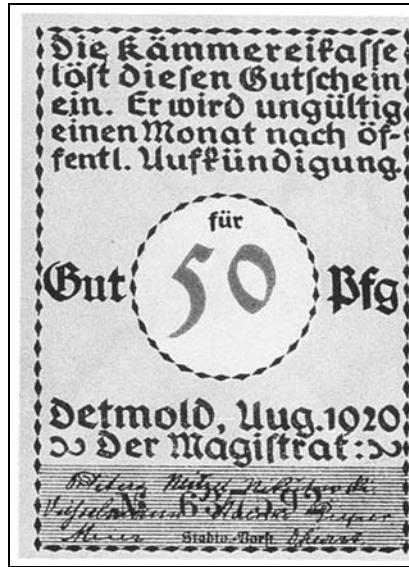 Die Kämmereikasse
löst diesen Gutschein
ein. Er wird ungültig
einen Monat nach öf-
fentl. Aufkündigung.
für
Gut 50 Pfg
Detmold, Aug. 1920
Der Magistrat:
No
Stadtv.-Vorst.